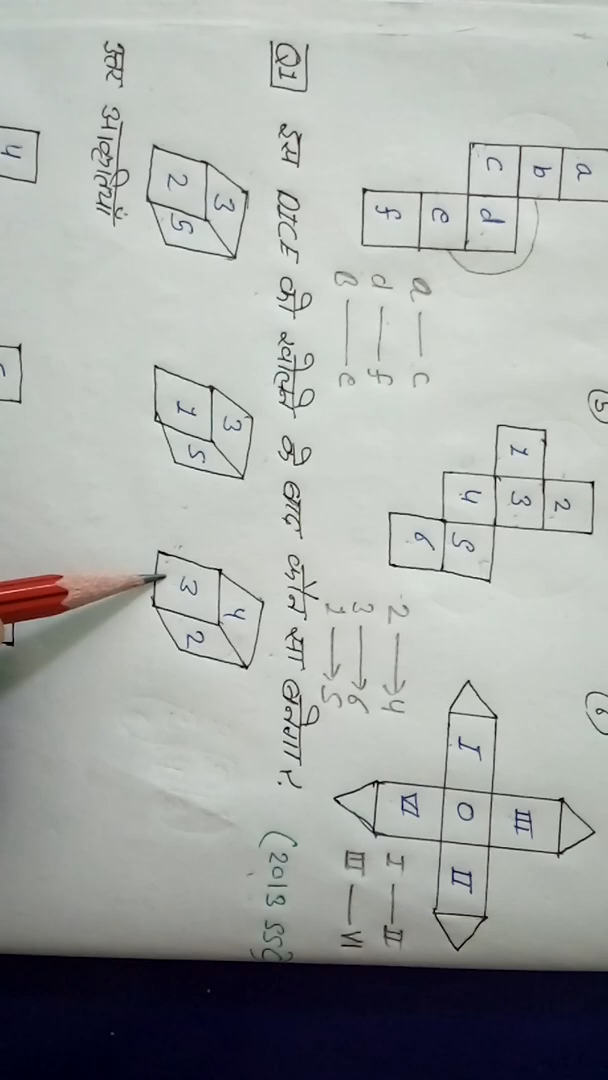 5
6
a
b
c d
e
f
a — c
d — f
B — e
2
1 3
4 5
6
2 → 4
3 → 6
1 → 5
III
I O II
VI
I — II
III — VI
Q1 इस DICE को खोलने के बाद कौन सा बनेगा? (2013 SSC
3
2 5
3
1 5
4
3 2
उत्तर आकृतियाँ
4